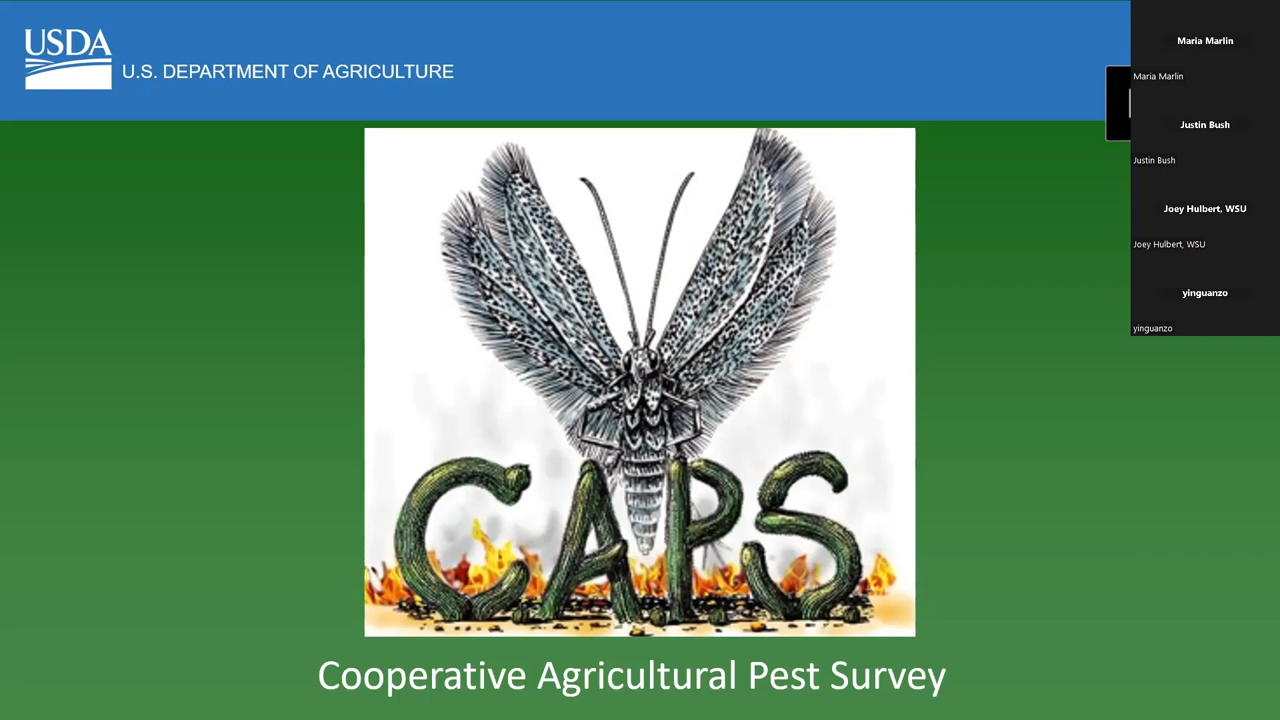 USDA
U.S. DEPARTMENT OF AGRICULTURE
Maria Marlin
Maria Marlin
Justin Bush
Justin Bush
Joey Hulbert, WSU
Joey Hulbert, WSU
yinguanzo
yinguanzo
CAPS
Cooperative Agricultural Pest Survey